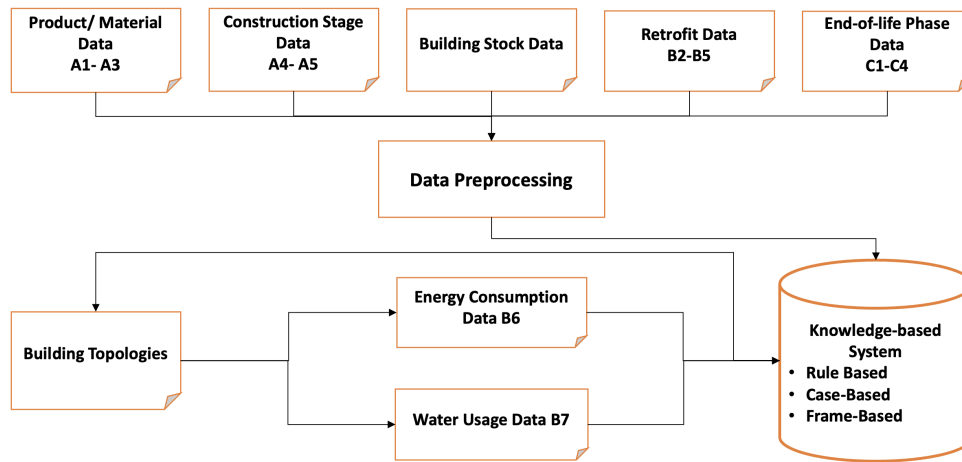 Product/ Material
Data
A1- A3
Construction Stage
Data
A4- A5
Building Stock Data
Retrofit Data
B2-B5
End-of-life Phase
Data
C1-C4
Data Preprocessing
Building Topologies
Energy Consumption
Data B6
Water Usage Data B7
Knowledge-based
System
• Rule Based
• Case-Based
• Frame-Based